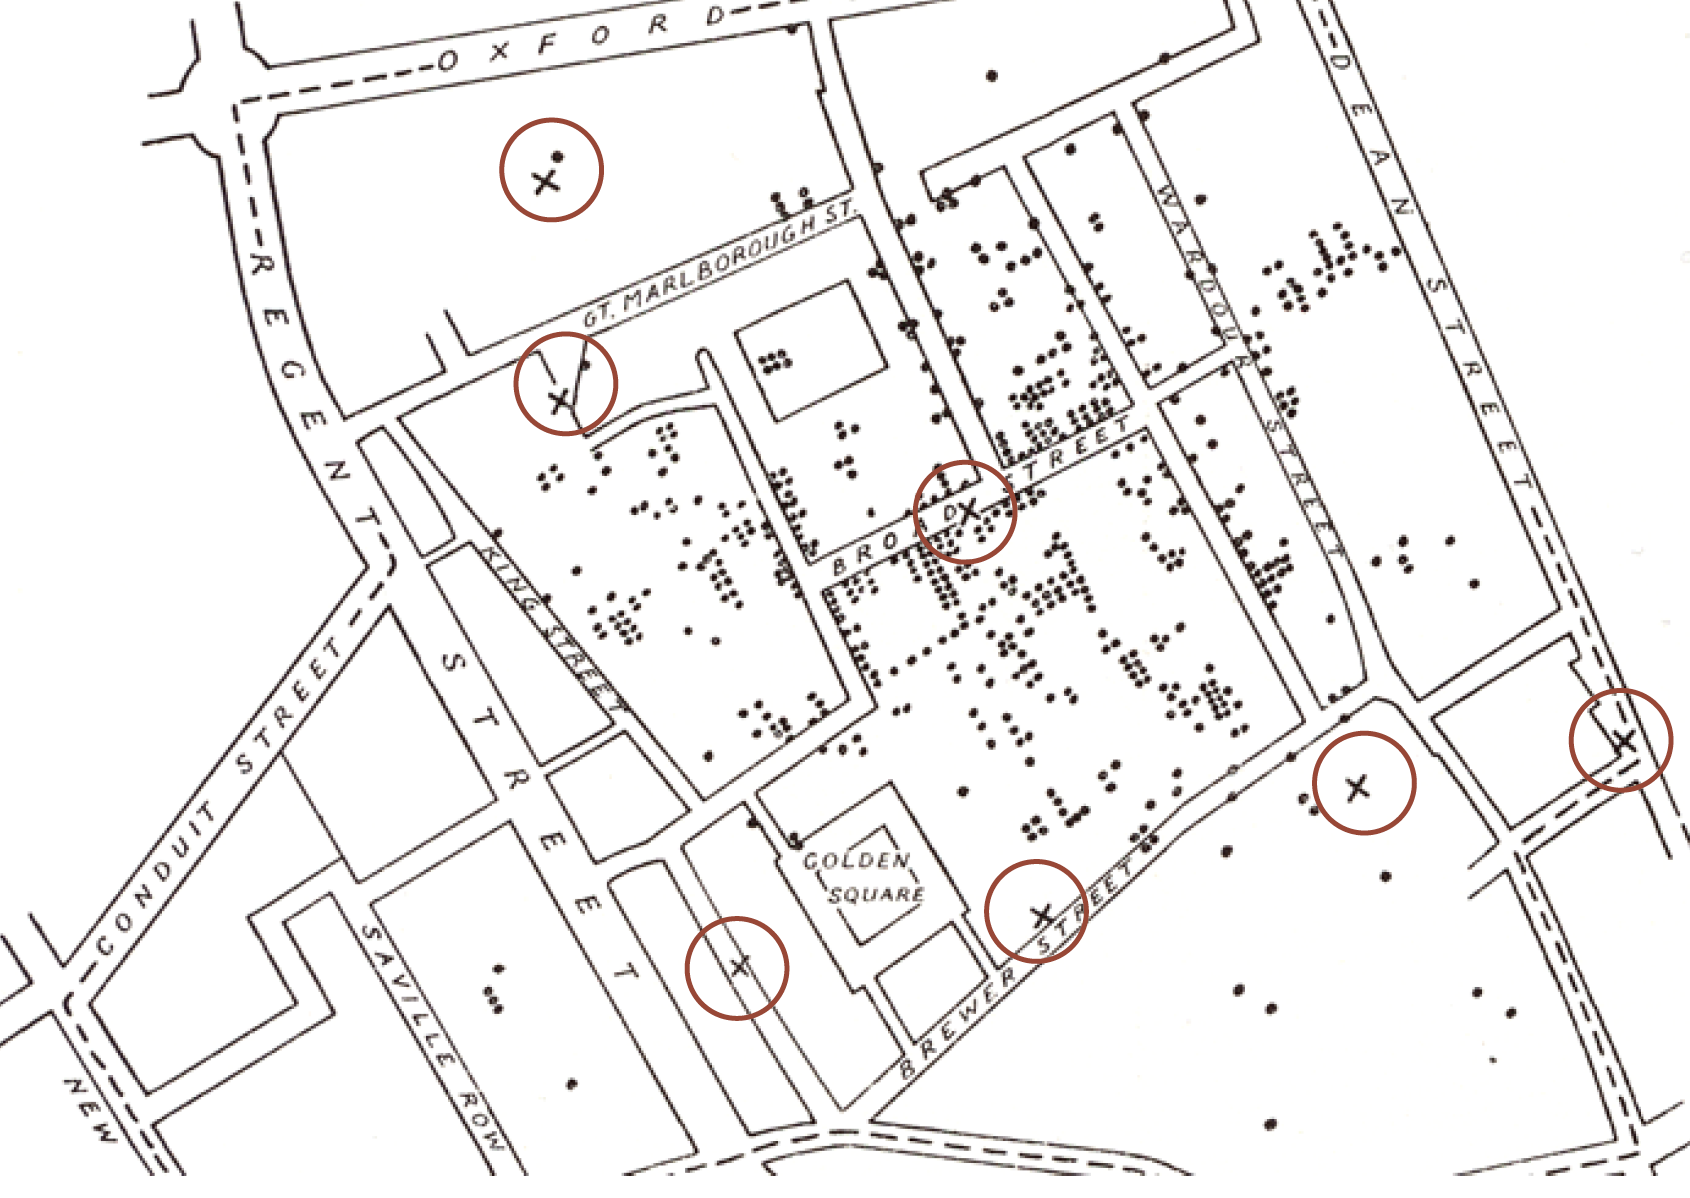 OXFORD
REGENT STREET
GT. MARLBOROUGH ST.
WARDOUR STREET
DEAN STREET
BROAD STREET
KING STREET
CONDUIT STREET
GOLDEN
SQUARE
BREWER STREET
SAVILLE ROW
NEW